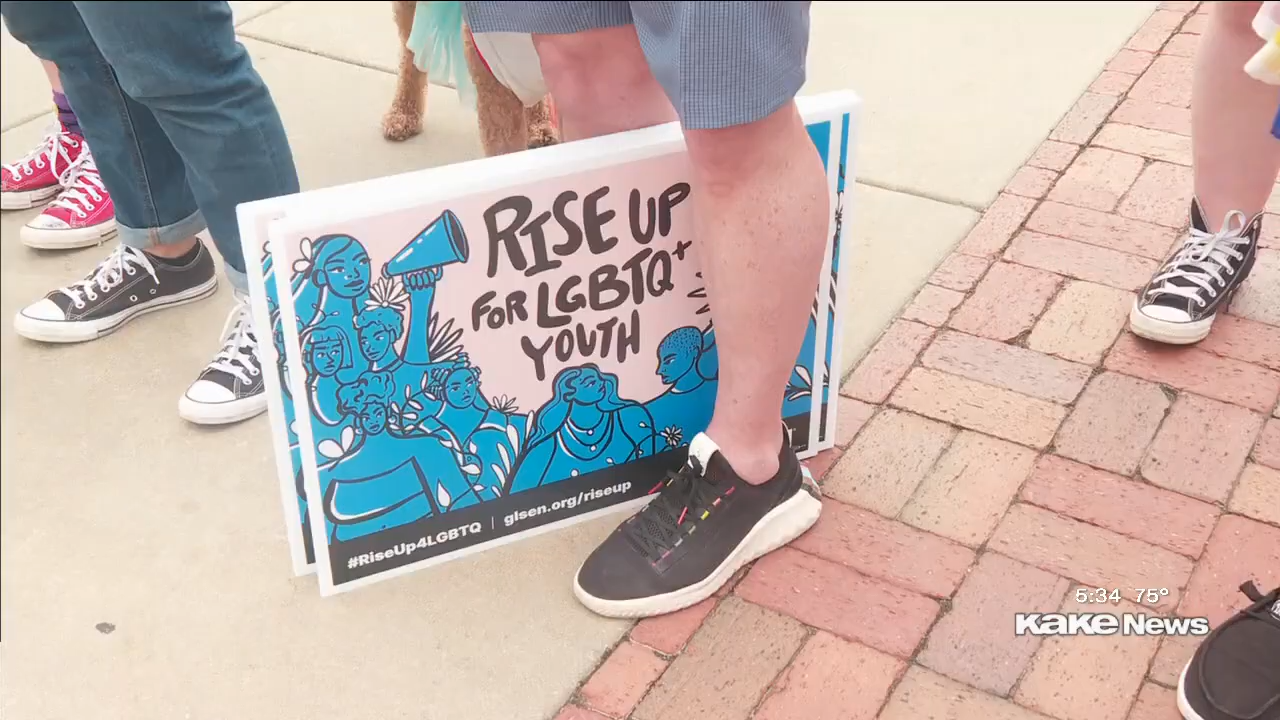 RISE UP
FOR LGBTQ+
YOUTH
#RiseUp4LGBTQ | glsen.org/riseup
5:34 75°
KAKE News